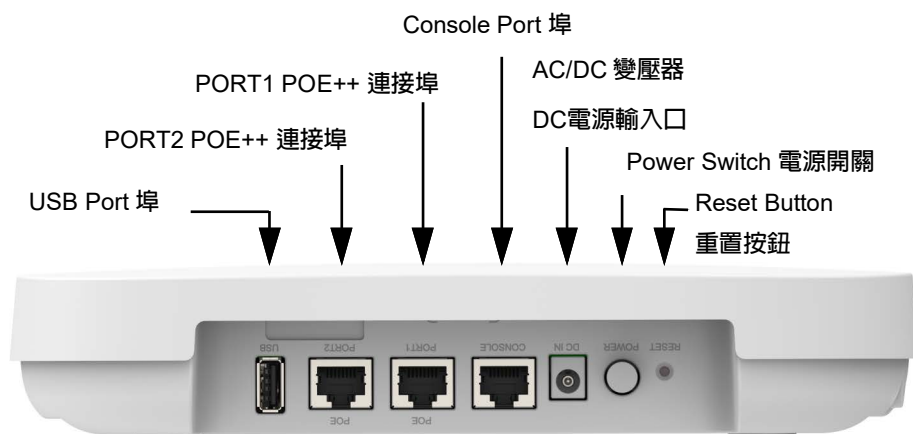 Console Port 埠
AC/DC 變壓器
PORT1 POE++ 連接埠
DC電源輸入口
PORT2 POE++ 連接埠
Power Switch 電源開關
USB Port 埠
Reset Button
重置按鈕
USB
PORT2
PORT1
CONSOLE
DC IN
POWER
RESET
POE
POE